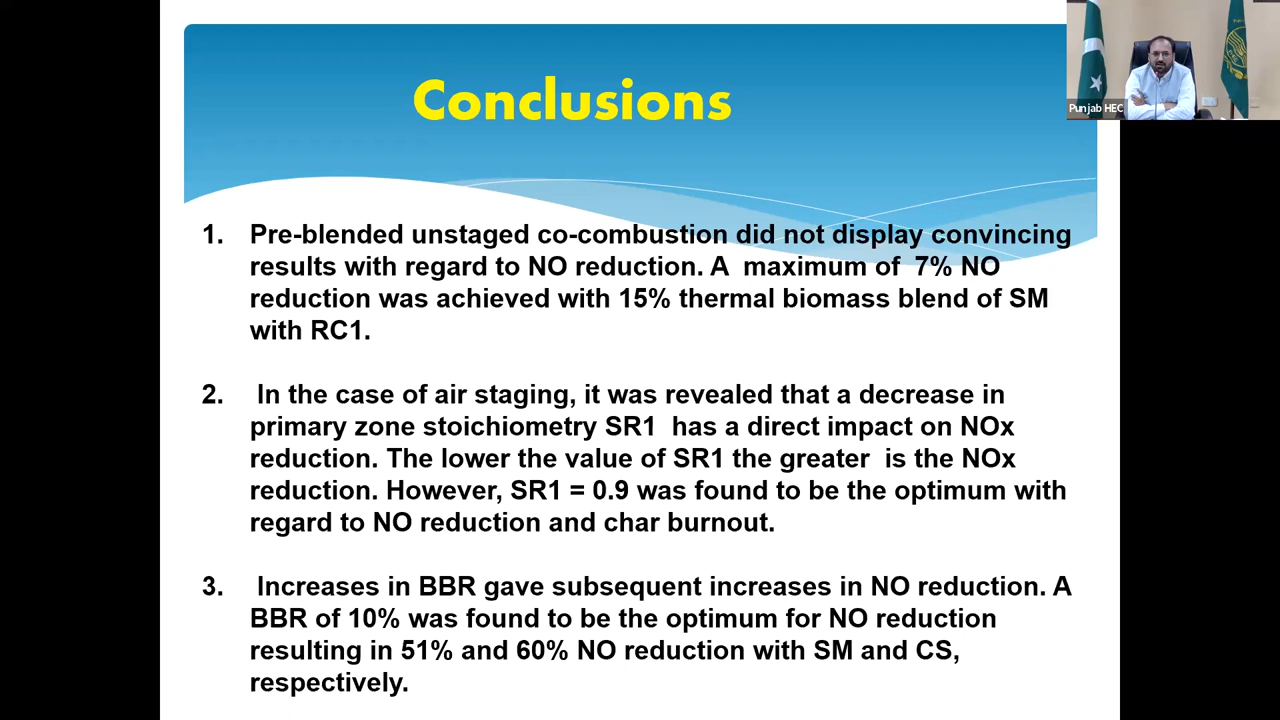 Conclusions
Punjab HEC
1. Pre-blended unstaged co-combustion did not display convincing
results with regard to NO reduction. A maximum of 7% NO
reduction was achieved with 15% thermal biomass blend of SM
with RC1.
2. In the case of air staging, it was revealed that a decrease in
primary zone stoichiometry SR1 has a direct impact on NOx
reduction. The lower the value of SR1 the greater is the NOx
reduction. However, SR1 = 0.9 was found to be the optimum with
regard to NO reduction and char burnout.
3. Increases in BBR gave subsequent increases in NO reduction. A
BBR of 10% was found to be the optimum for NO reduction
resulting in 51% and 60% NO reduction with SM and CS,
respectively.